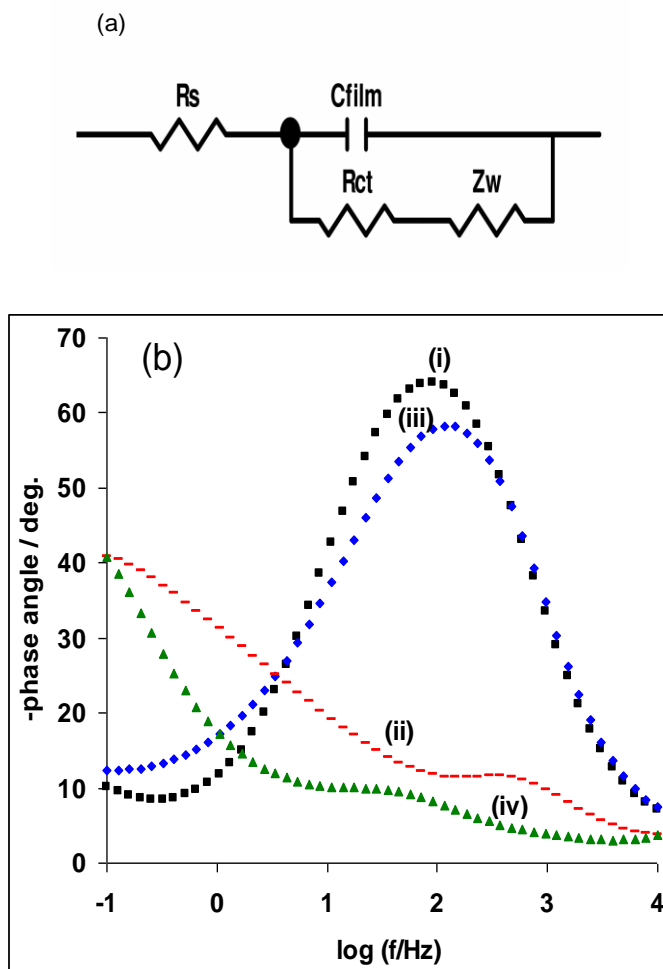 (a)
Rs Cfilm
Rct Zw
70
(b)
(i)
60
(iii)
50
-phase angle / deg.
40
30
20
(ii)
10
(iv)
0
-1 0 1 2 3 4
log (f/Hz)